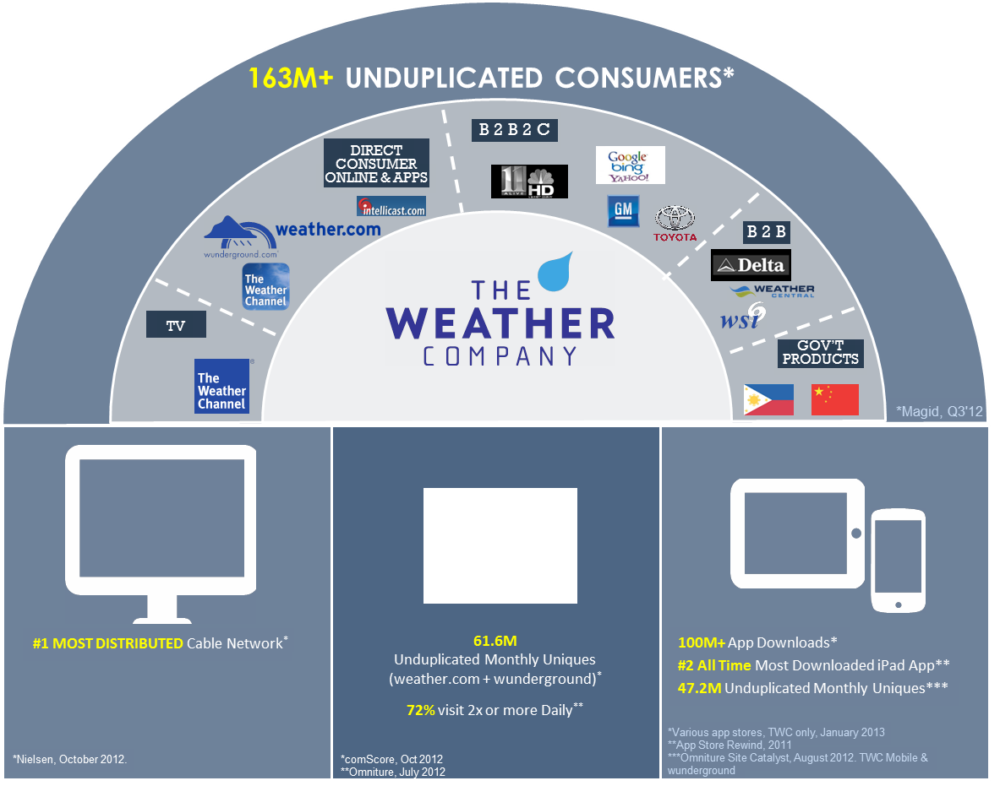 163M+ UNDUPLICATED CONSUMERS*
B2B2C
DIRECT
CONSUMER
ONLINE & APPS
11
ALIVE
HD
Google
bing
YAHOO!
intellicast.com
GM
TOYOTA
weather.com
wunderground.com
B2B
Delta
The
Weather
Channel
WEATHER
CENTRAL
wsi
THE
WEATHER
COMPANY
TV
GOV'T
PRODUCTS
The
Weather
Channel
®
*Magid, Q3'12
#1 MOST DISTRIBUTED Cable Network*
*Nielsen, October 2012.
61.6M
Unduplicated Monthly Uniques
(weather.com + wunderground)*
72% visit 2x or more Daily**
*comScore, Oct 2012
**Omniture, July 2012
100M+ App Downloads*
#2 All Time Most Downloaded iPad App**
47.2M Unduplicated Monthly Uniques***
*Various app stores, TWC only, January 2013
**App Store Rewind, 2011
***Omniture Site Catalyst, August 2012. TWC Mobile &
wunderground